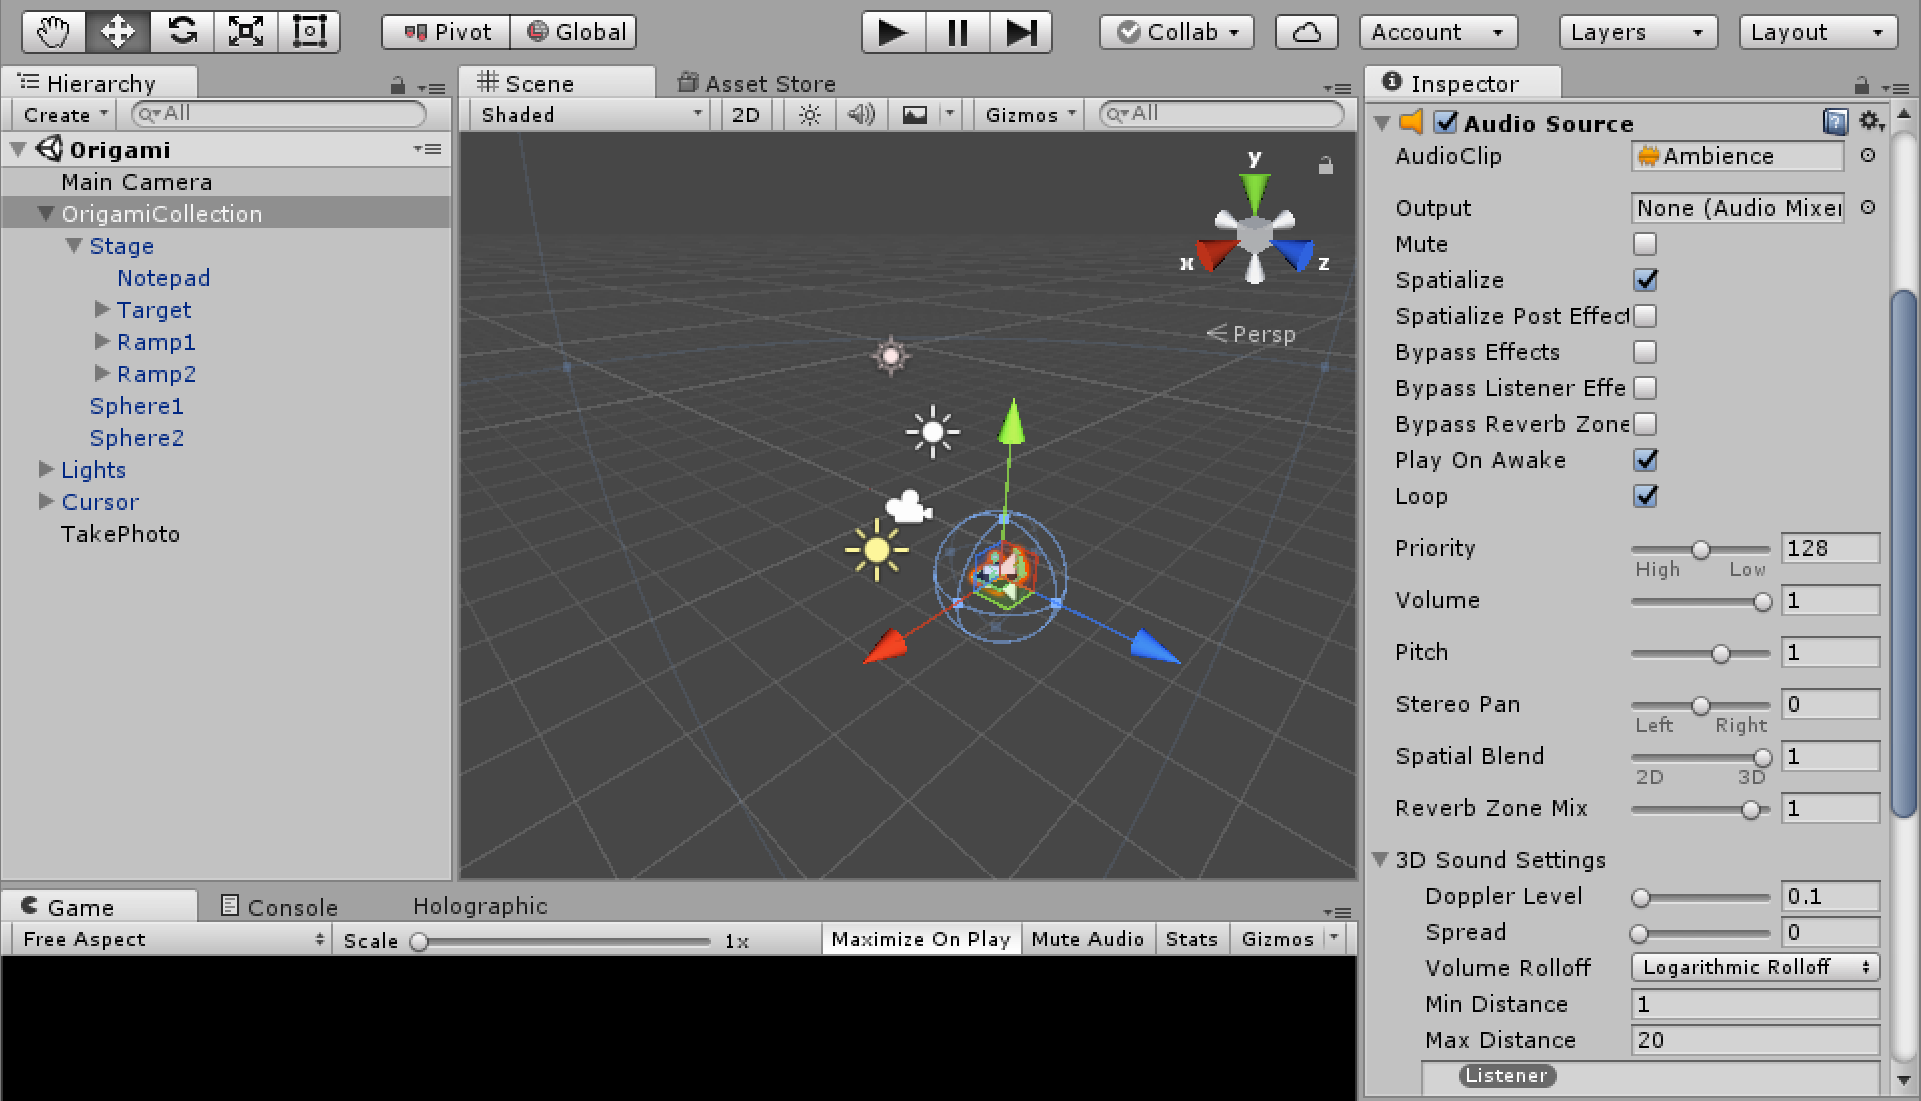 Pivot Global Collab Account Layers Layout
Hierarchy
Create All
Origami
Main Camera
OrigamiCollection
Stage
Notepad
Target
Ramp1
Ramp2
Sphere1
Sphere2
Lights
Cursor
TakePhoto
Scene Asset Store
Shaded 2D Gizmos All
y
x z
Persp
Game Console Holographic
Free Aspect Scale 1x Maximize On Play Mute Audio Stats Gizmos
Inspector
Audio Source
AudioClip Ambience
Output None (Audio Mixer
Mute
Spatialize
Spatialize Post Effect
Bypass Effects
Bypass Listener Effe
Bypass Reverb Zone
Play On Awake
Loop
Priority 128
High Low
Volume 1
Pitch 1
Stereo Pan 0
Left Right
Spatial Blend 1
2D 3D
Reverb Zone Mix 1
3D Sound Settings
Doppler Level 0.1
Spread 0
Volume Rolloff Logarithmic Rolloff
Min Distance 1
Max Distance 20
Listener